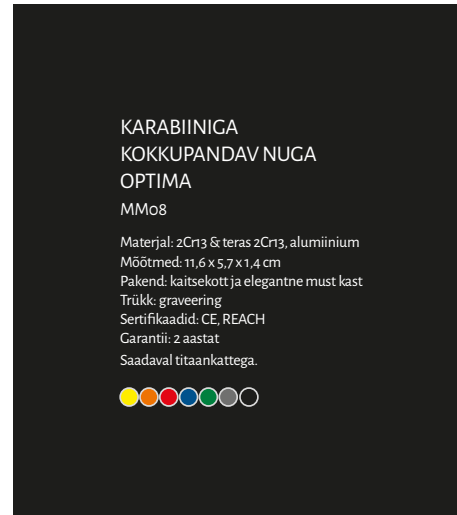 KARABIINIGA
KOKKUPANDAV NUGA
OPTIMA
MM08
Materjal: 2Cr13 & teras 2Cr13, alumiinium
Mõõtmed: 11,6 x 5,7 x 1,4 cm
Pakend: kaitsekott ja elegantne must kast
Trükk: graveering
Sertifikaadid: CE, REACH
Garantii: 2 aastat
Saadaval titaankattega.